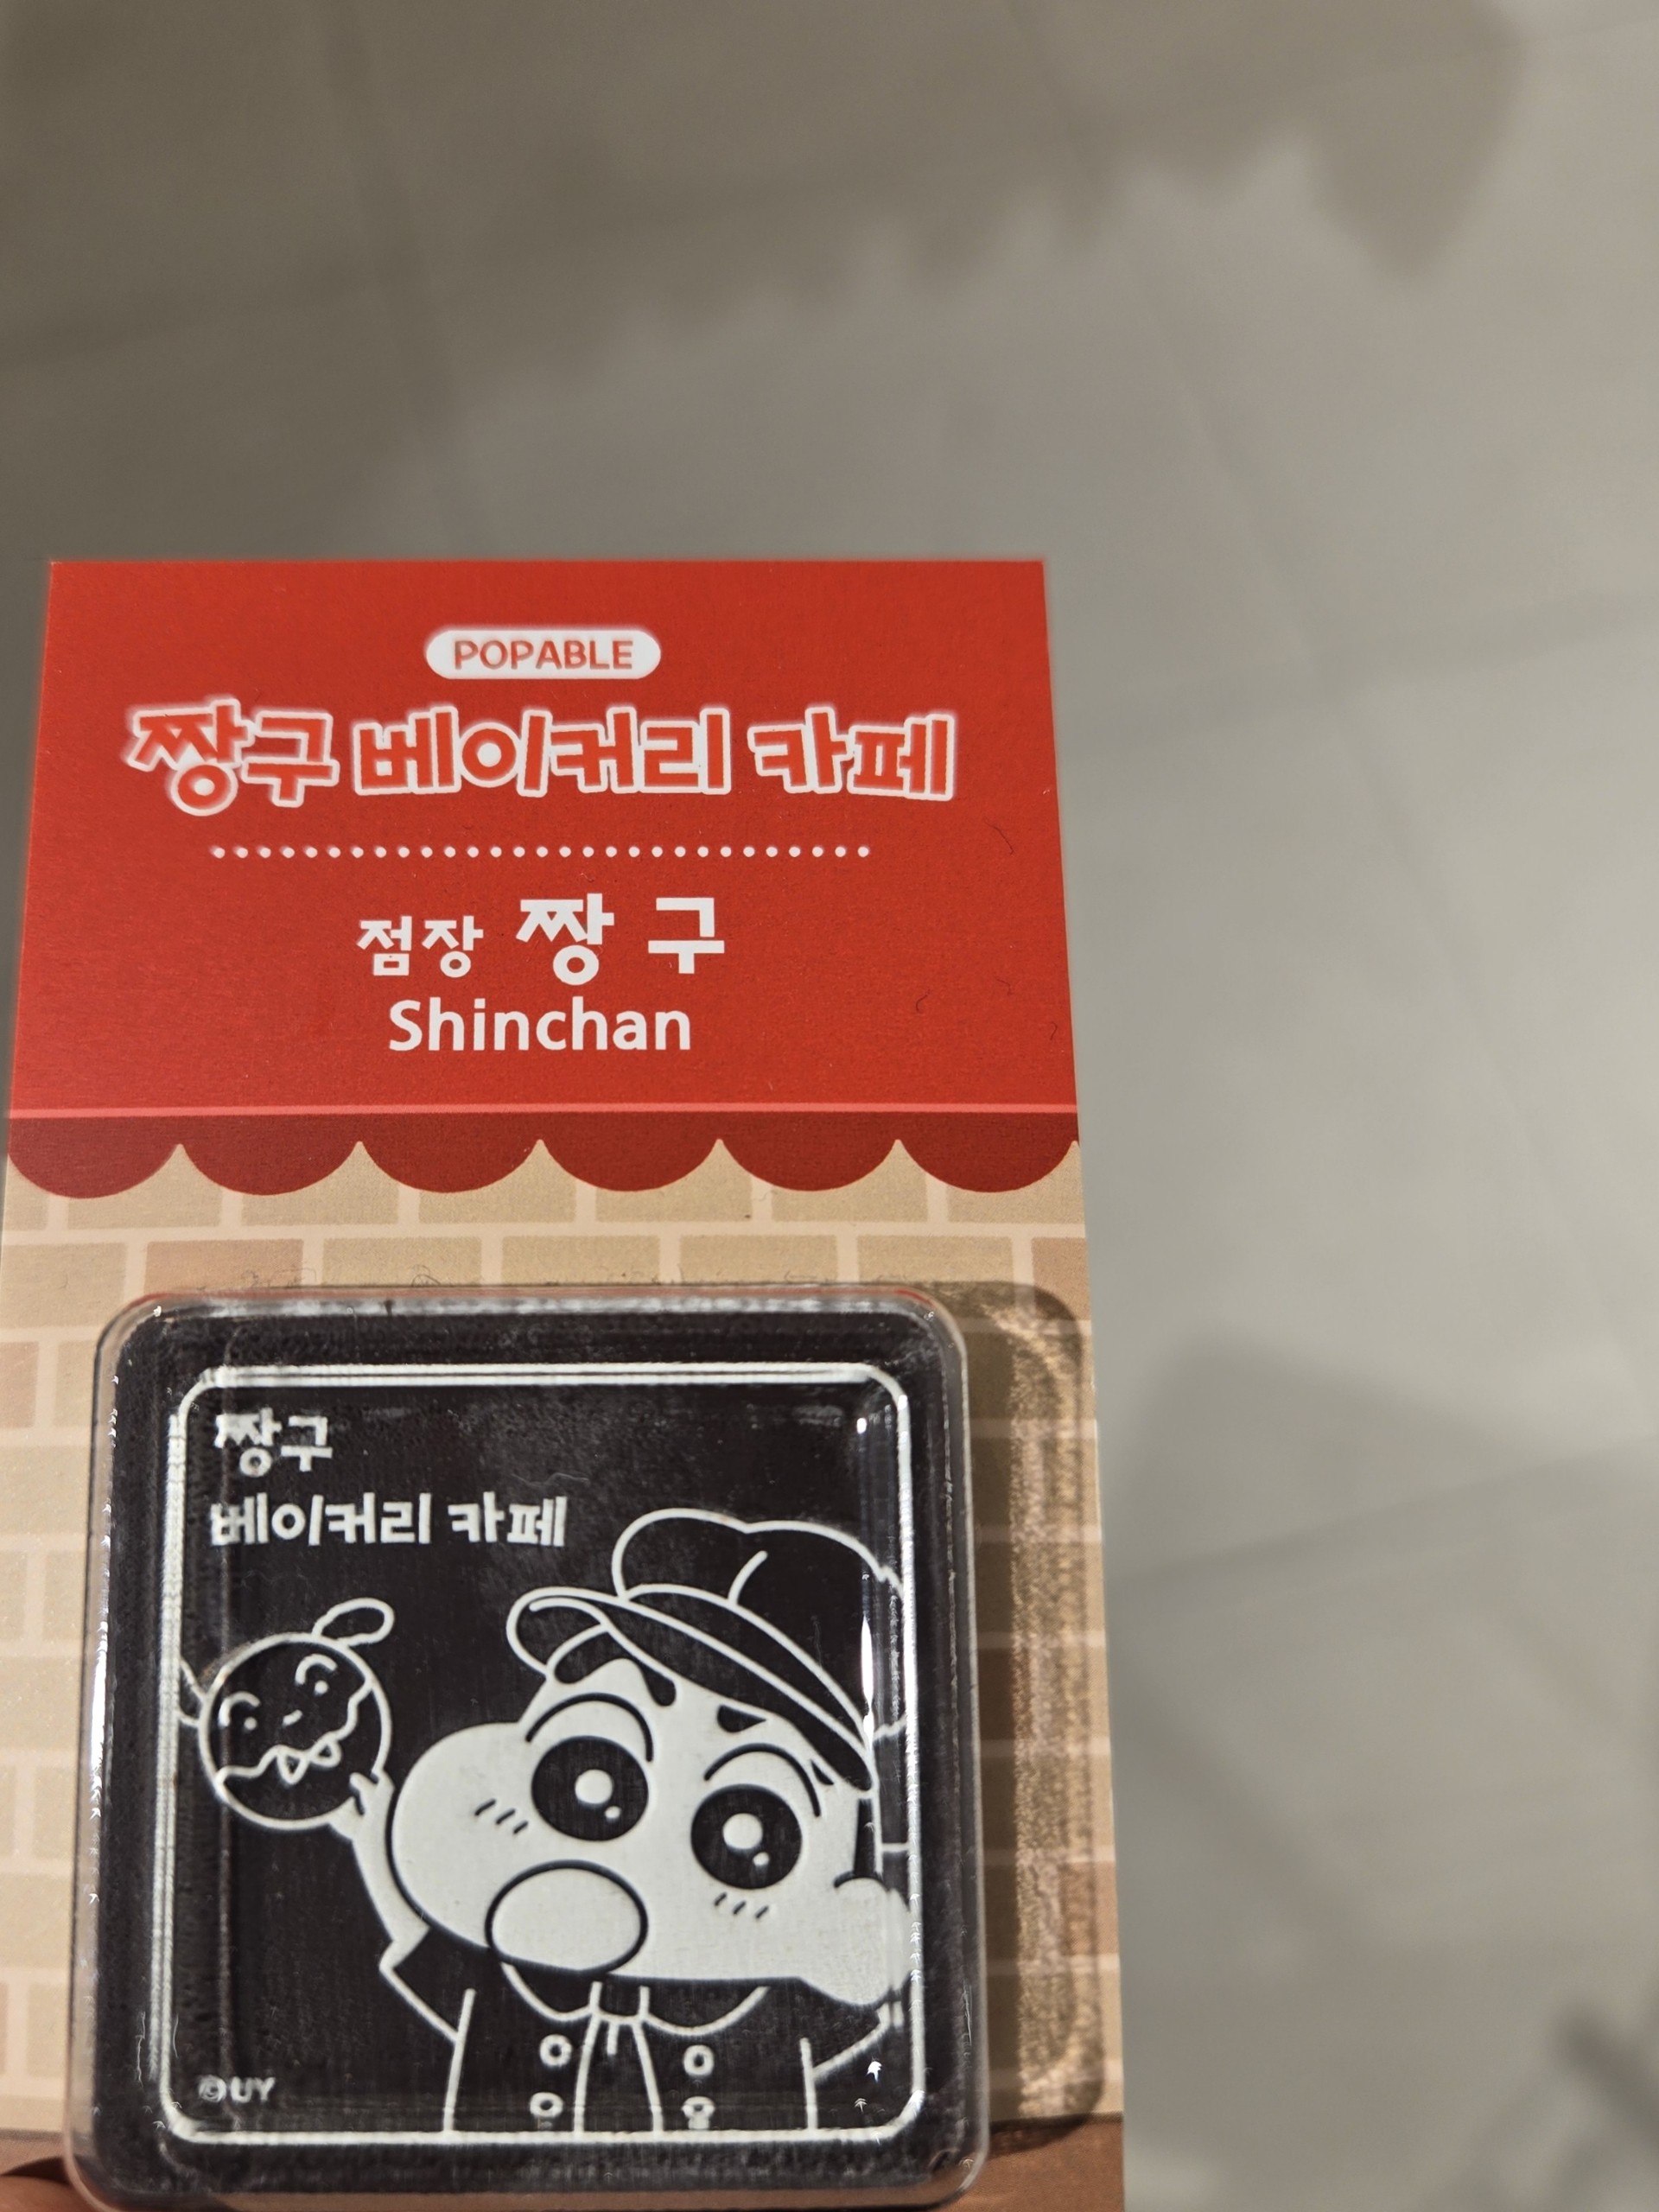 POPABLE
짱구 베이커리 카페
점장 짱구
Shinchan
짱구
베이커리 카페
©UY